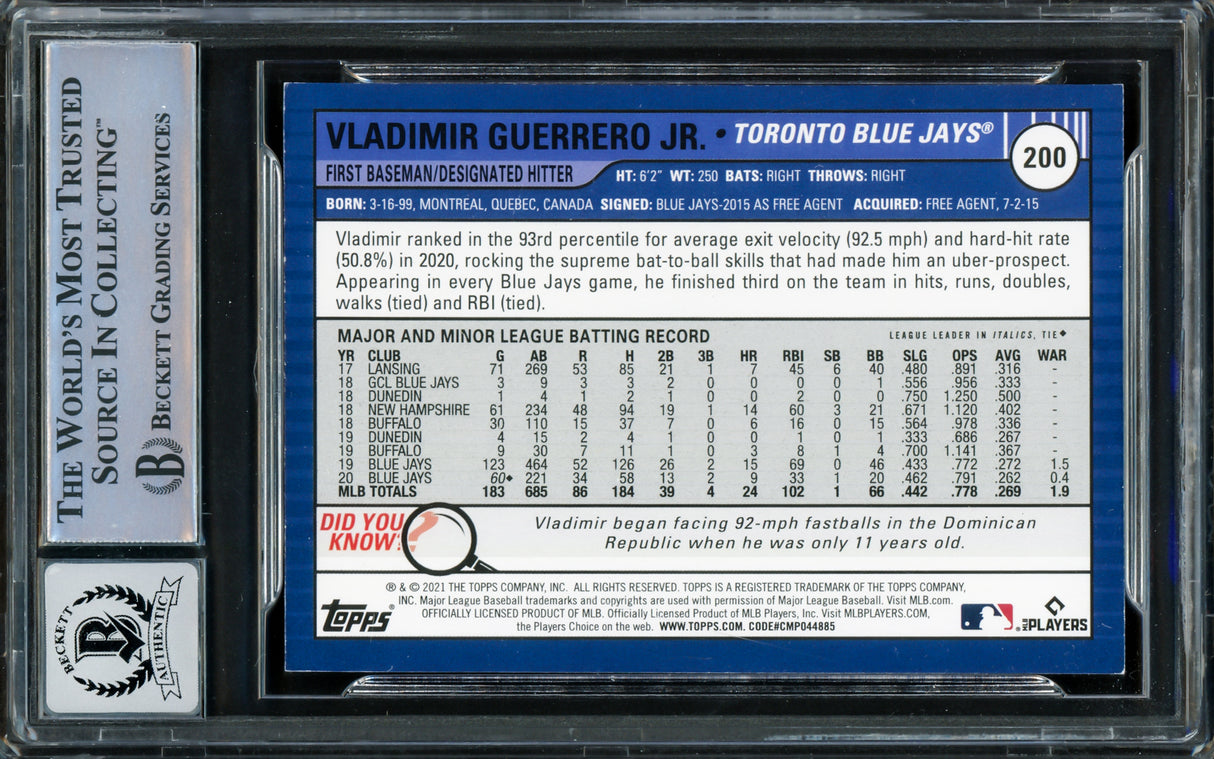 THE WORLD'S MOST TRUSTED
SOURCE IN COLLECTING™
BECKETT GRADING SERVICES
BECKETT
B
AUTHENTIC
VLADIMIR GUERRERO JR. • TORONTO BLUE JAYS®
200
FIRST BASEMAN/DESIGNATED HITTER HT: 6'2" WT: 250 BATS: RIGHT THROWS: RIGHT
BORN: 3-16-99, MONTREAL, QUEBEC, CANADA SIGNED: BLUE JAYS-2015 AS FREE AGENT ACQUIRED: FREE AGENT, 7-2-15
Vladimir ranked in the 93rd percentile for average exit velocity (92.5 mph) and hard-hit rate
(50.8%) in 2020, rocking the supreme bat-to-ball skills that had made him an uber-prospect.
Appearing in every Blue Jays game, he finished third on the team in hits, runs, doubles,
walks (tied) and RBI (tied).
MAJOR AND MINOR LEAGUE BATTING RECORD LEAGUE LEADER IN ITALICS, TIE◆
YR CLUB G AB R H 2B 3B HR RBI SB BB SLG OPS AVG WAR
17 LANSING 71 269 53 85 21 1 7 45 6 40 .480 .891 .316 -
18 GCL BLUE JAYS 3 9 3 3 2 0 0 0 0 1 .556 .956 .333 -
18 DUNEDIN 1 4 1 2 1 0 0 2 0 0 .750 1.250 .500 -
18 NEW HAMPSHIRE 61 234 48 94 19 1 14 60 3 21 .671 1.120 .402 -
18 BUFFALO 30 110 15 37 7 0 6 16 0 15 .564 .978 .336 -
19 DUNEDIN 4 15 2 4 1 0 0 1 0 1 .333 .686 .267 -
19 BUFFALO 9 30 7 11 1 0 3 8 1 4 .700 1.141 .367 -
19 BLUE JAYS 123 464 52 126 26 2 15 69 0 46 .433 .772 .272 1.5
20 BLUE JAYS 60◆ 221 34 58 13 2 9 33 1 20 .462 .791 .262 0.4
MLB TOTALS 183 685 86 184 39 4 24 102 1 66 .442 .778 .269 1.9
DID YOU
KNOW?
Vladimir began facing 92-mph fastballs in the Dominican
Republic when he was only 11 years old.
® & © 2021 THE TOPPS COMPANY, INC. ALL RIGHTS RESERVED. TOPPS IS A REGISTERED TRADEMARK OF THE TOPPS COMPANY,
INC. Major League Baseball trademarks and copyrights are used with permission of Major League Baseball. Visit MLB.com.
OFFICIALLY LICENSED PRODUCT OF MLB. Officially Licensed Product of MLB Players, Inc. Visit MLBPLAYERS.COM,
the Players Choice on the web. WWW.TOPPS.COM. CODE#CMP044885
topps®
MLB PLAYERS